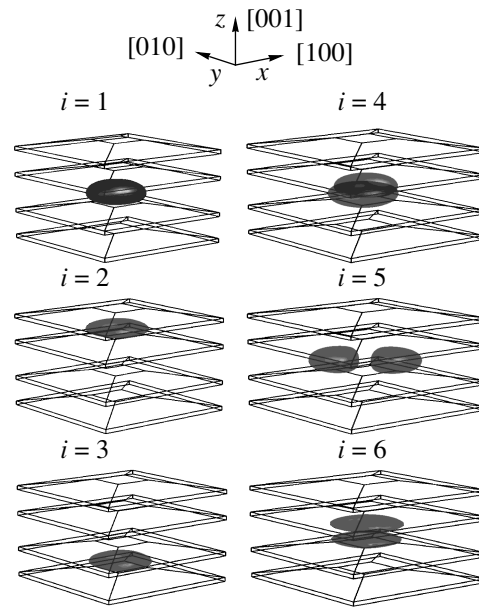 z [001]
[010] [100]
y x
i = 1 i = 4
i = 2 i = 5
i = 3 i = 6